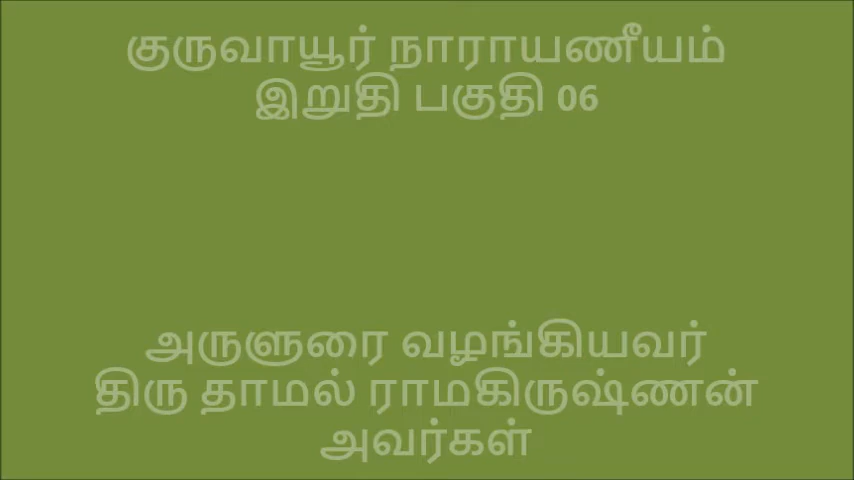 குருவாயூர் நாராயணீயம்
இறுதி பகுதி 06
அருளுரை வழங்கியவர்
திரு தாமல் ராமகிருஷ்ணன்
அவர்கள்